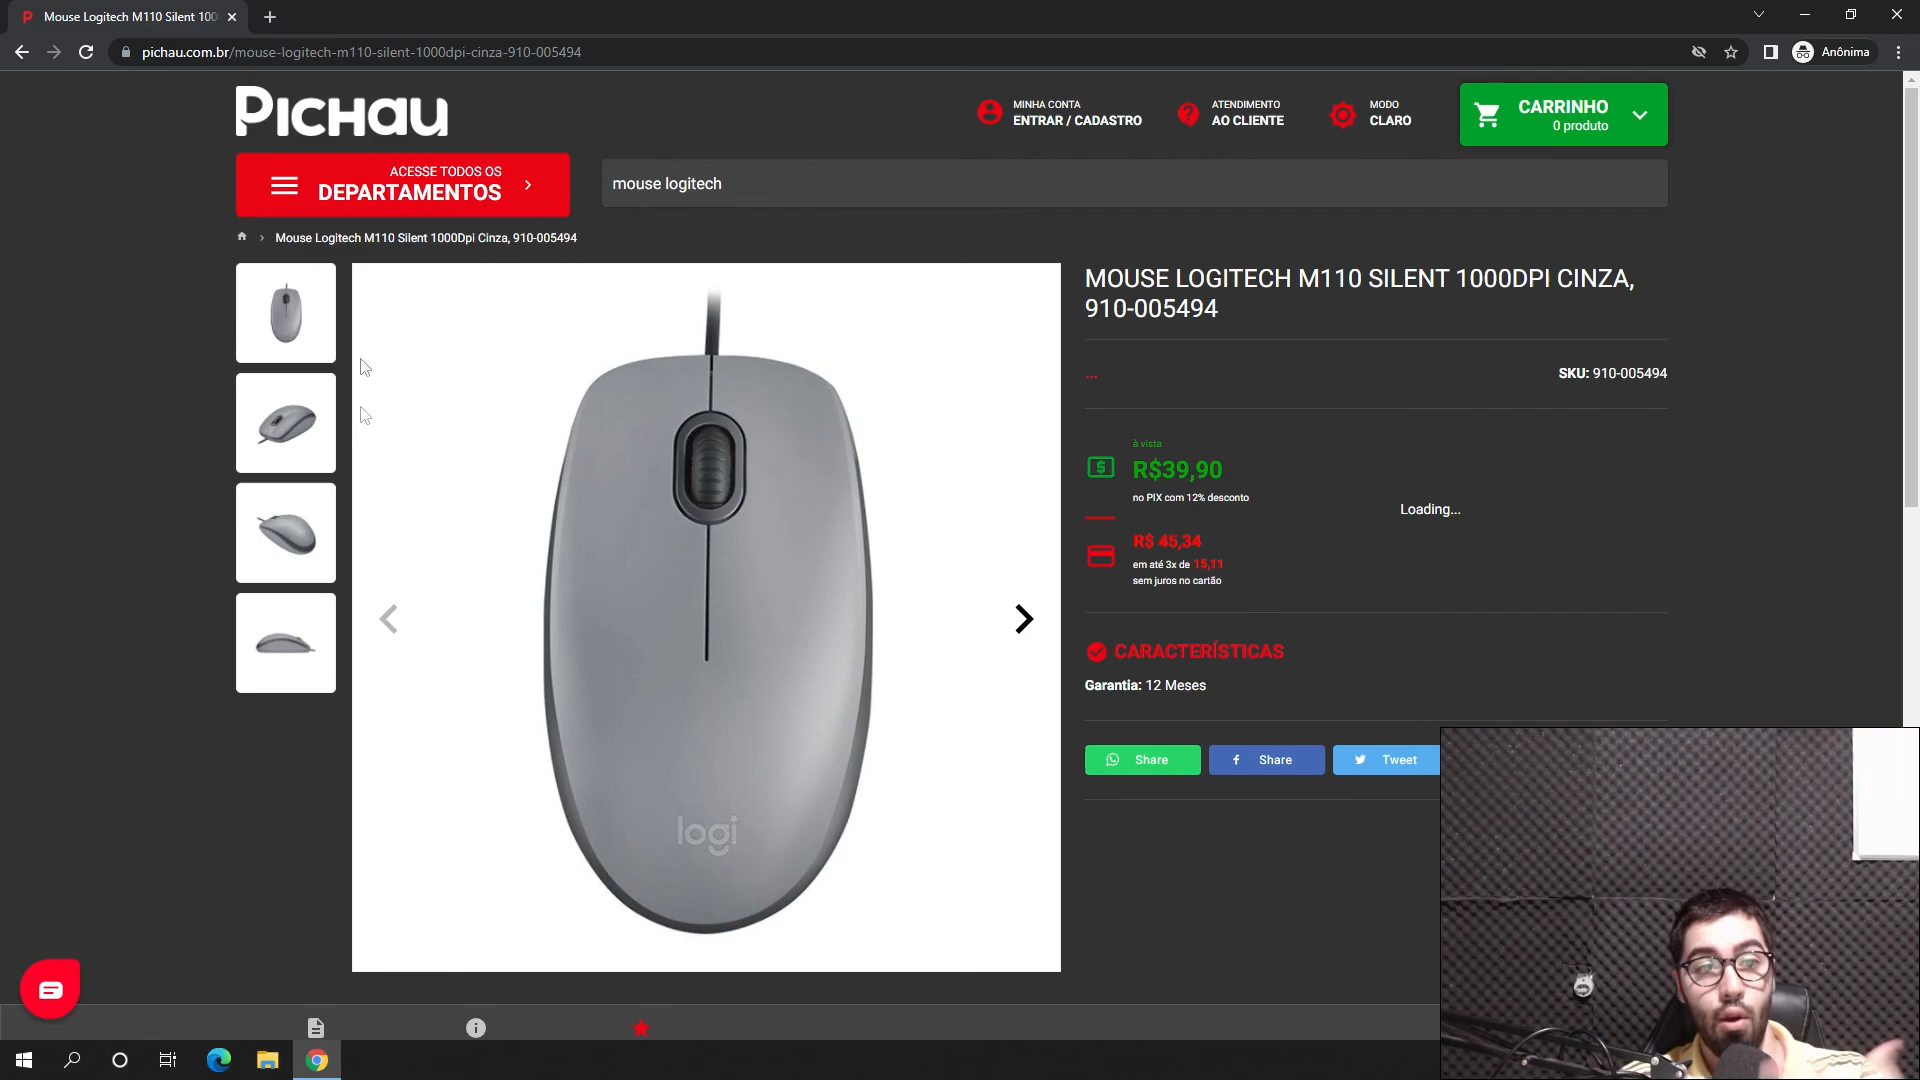 Mouse Logitech M110 Silent 100
pichau.com.br/mouse-logitech-m110-silent-1000dpi-cinza-910-005494
Anônima
PICHAU
MINHA CONTA
ENTRAR / CADASTRO
ATENDIMENTO
AO CLIENTE
MODO
CLARO
CARRINHO
0 produto
ACESSE TODOS OS
DEPARTAMENTOS
mouse logitech
Mouse Logitech M110 Silent 1000Dpi Cinza, 910-005494
MOUSE LOGITECH M110 SILENT 1000DPI CINZA,
910-005494
...
SKU: 910-005494
à vista
R$39,90
no PIX com 12% desconto
Loading...
R$ 45,34
em até 3x de 15,11
sem juros no cartão
CARACTERÍSTICAS
Garantia: 12 Meses
Share
Share
Tweet
logi